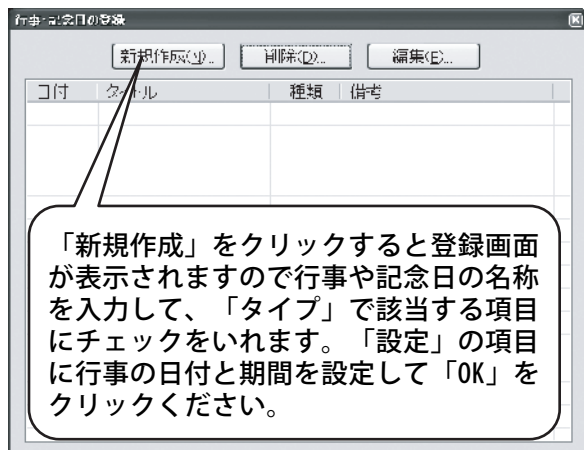 行事・記念日の登録
新規作成(N)... 削除(D)... 編集(E)...
日付 タイトル 種類 備考
「新規作成」をクリックすると登録画面
が表示されますので行事や記念日の名称
を入力して、「タイプ」で該当する項目
にチェックをいれます。「設定」の項目
に行事の日付と期間を設定して「OK」を
クリックください。